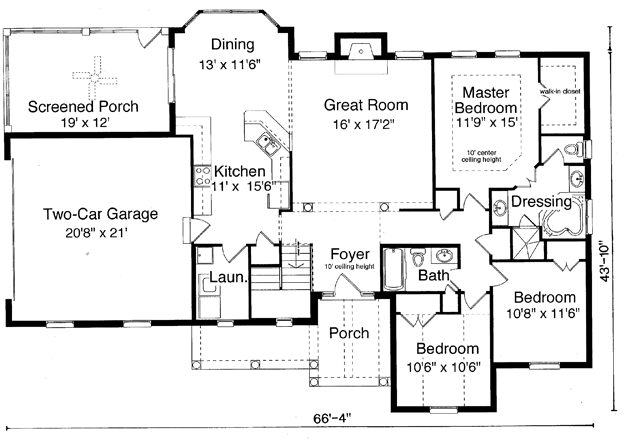 Dining
13' x 11'6"
Screened Porch
19' x 12'
Great Room
16' x 17'2"
Master
Bedroom
11'9" x 15'
10' center
ceiling height
walk-in closet
Kitchen
11' x 15'6"
Two-Car Garage
20'8" x 21'
Dressing
Foyer
10' ceiling height
Laun.
Bath
Bedroom
10'8" x 11'6"
Porch
Bedroom
10'6" x 10'6"
43'-10"
66'-4"